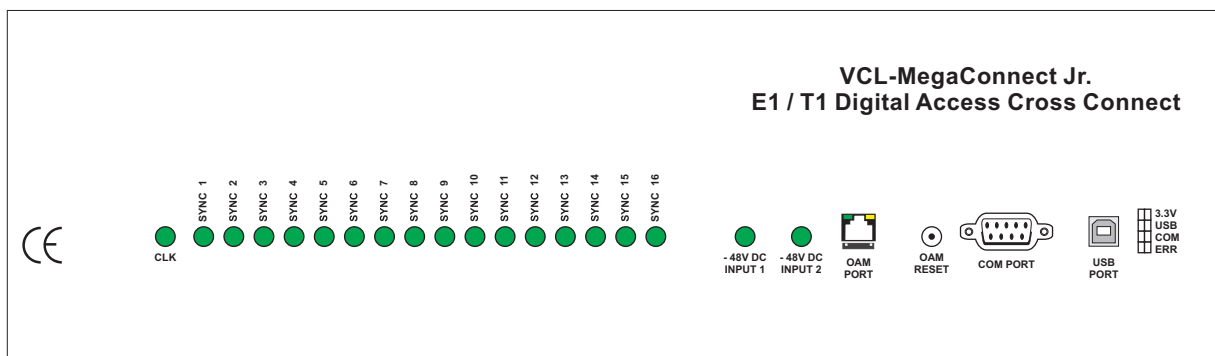 VCL-MegaConnect Jr.
E1 / T1 Digital Access Cross Connect
SYNC 1
SYNC 2
SYNC 3
SYNC 4
SYNC 5
SYNC 6
SYNC 7
SYNC 8
SYNC 9
SYNC 10
SYNC 11
SYNC 12
SYNC 13
SYNC 14
SYNC 15
SYNC 16
CE
CLK
- 48V DC
INPUT 1
- 48V DC
INPUT 2
OAM
PORT
OAM
RESET
COM PORT
USB
PORT
3.3V
USB
COM
ERR